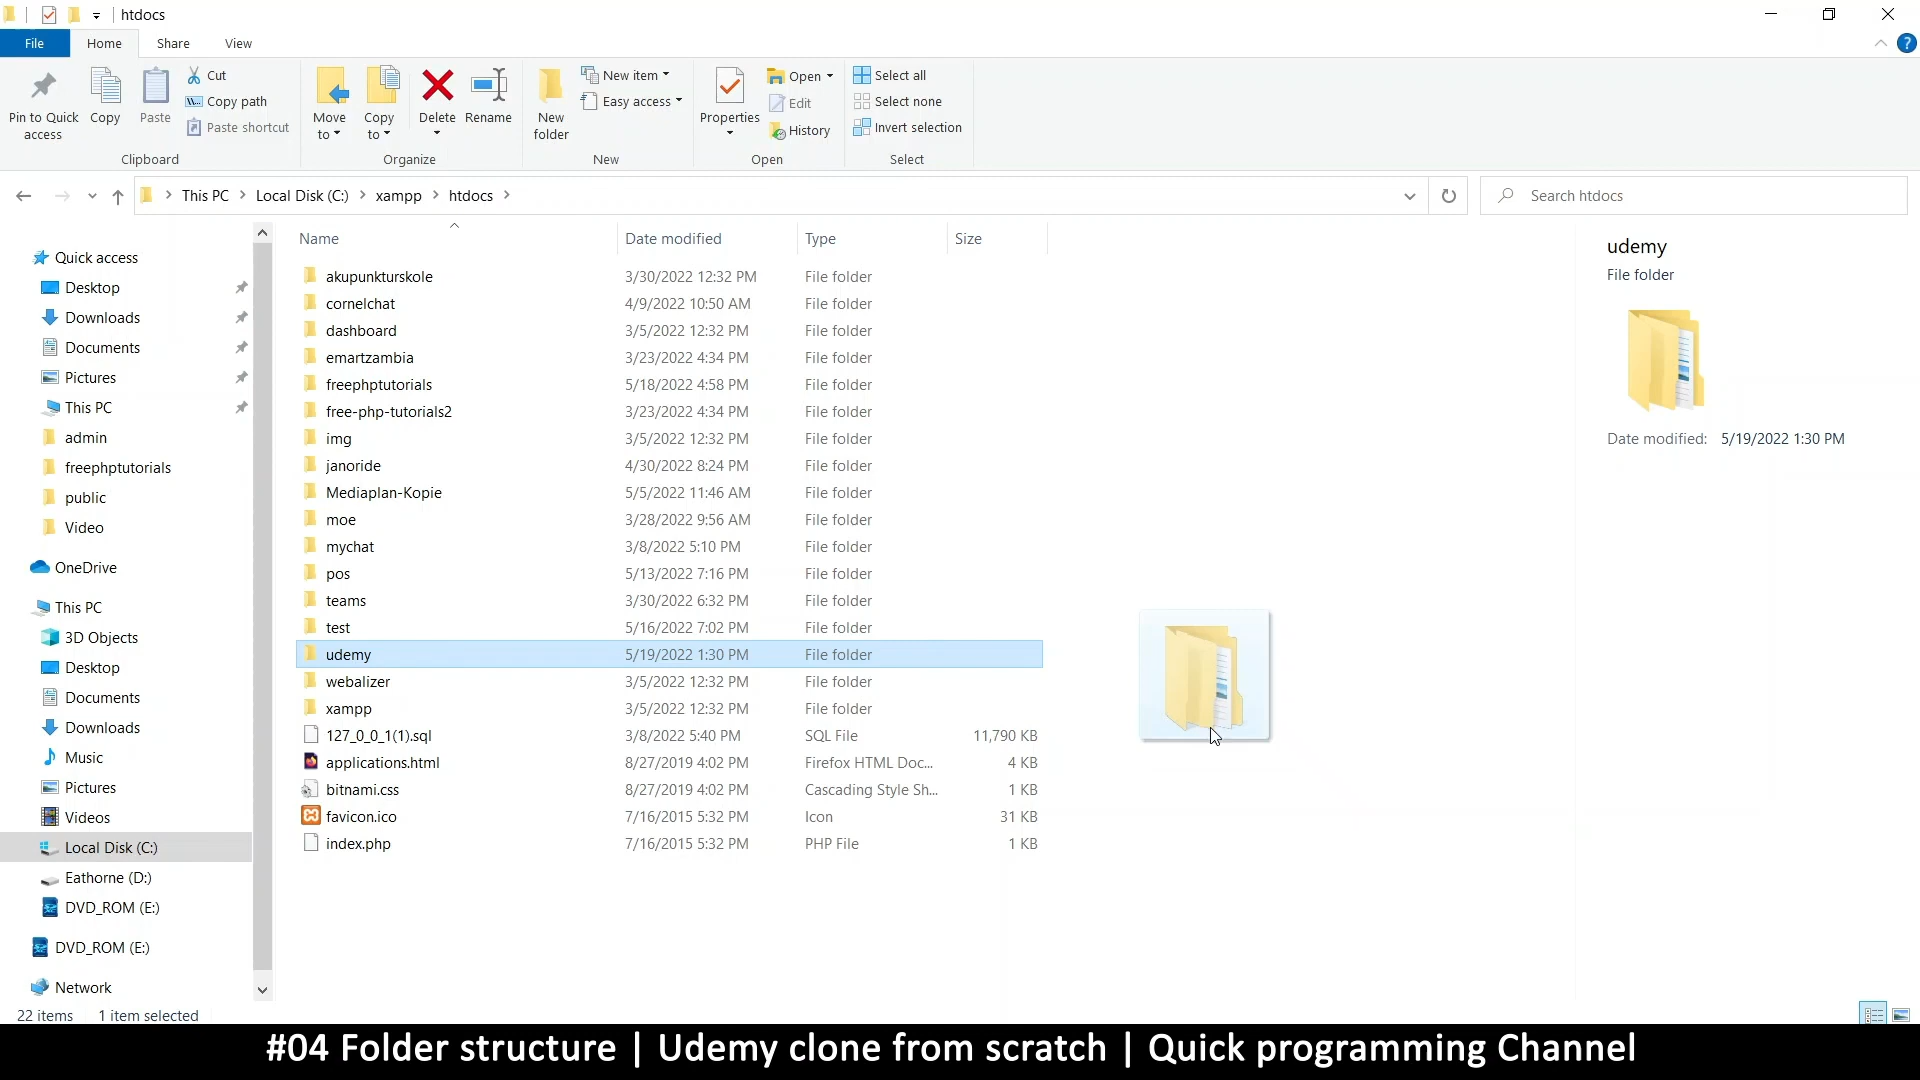 htdocs
File Home Share View
Pin to Quick access
Copy
Paste
Cut
Copy path
Paste shortcut
Clipboard
Move to
Copy to
Delete
Rename
Organize
New folder
New item
Easy access
New
Properties
Open
Edit
History
Open
Select all
Select none
Invert selection
Select
This PC Local Disk (C:) xampp htdocs
Search htdocs
Quick access
Desktop
Downloads
Documents
Pictures
This PC
admin
freephptutorials
public
Video
OneDrive
This PC
3D Objects
Desktop
Documents
Downloads
Music
Pictures
Videos
Local Disk (C:)
Eathorne (D:)
DVD_ROM (E:)
DVD_ROM (E:)
Network
Name Date modified Type Size
akupunkturskole 3/30/2022 12:32 PM File folder
cornelchat 4/9/2022 10:50 AM File folder
dashboard 3/5/2022 12:32 PM File folder
emartzambia 3/23/2022 4:34 PM File folder
freephptutorials 5/18/2022 4:58 PM File folder
free-php-tutorials2 3/23/2022 4:34 PM File folder
img 3/5/2022 12:32 PM File folder
janoride 4/30/2022 8:24 PM File folder
Mediaplan-Kopie 5/5/2022 11:46 AM File folder
moe 3/28/2022 9:56 AM File folder
mychat 3/8/2022 5:10 PM File folder
pos 5/13/2022 7:16 PM File folder
teams 3/30/2022 6:32 PM File folder
test 5/16/2022 7:02 PM File folder
udemy 5/19/2022 1:30 PM File folder
webalizer 3/5/2022 12:32 PM File folder
xampp 3/5/2022 12:32 PM File folder
127_0_0_1(1).sql 3/8/2022 5:40 PM SQL File 11,790 KB
applications.html 8/27/2019 4:02 PM Firefox HTML Doc... 4 KB
bitnami.css 8/27/2019 4:02 PM Cascading Style Sh... 1 KB
favicon.ico 7/16/2015 5:32 PM Icon 31 KB
index.php 7/16/2015 5:32 PM PHP File 1 KB
udemy
File folder
Date modified: 5/19/2022 1:30 PM
22 items 1 item selected
#04 Folder structure | Udemy clone from scratch | Quick programming Channel